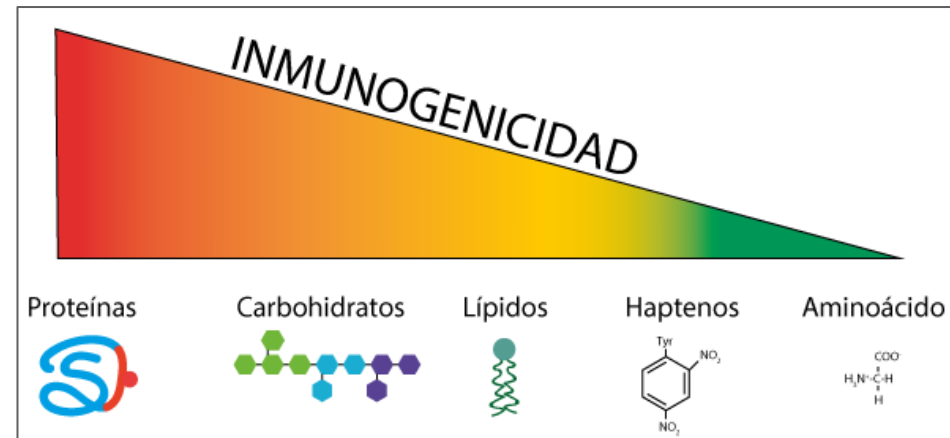 INMUNOGENICIDAD
Proteínas Carbohidratos Lípidos Haptenos Aminoácido
Tyr
NO₂
COO⁻
H₃N⁺-C-H
H
NO₂